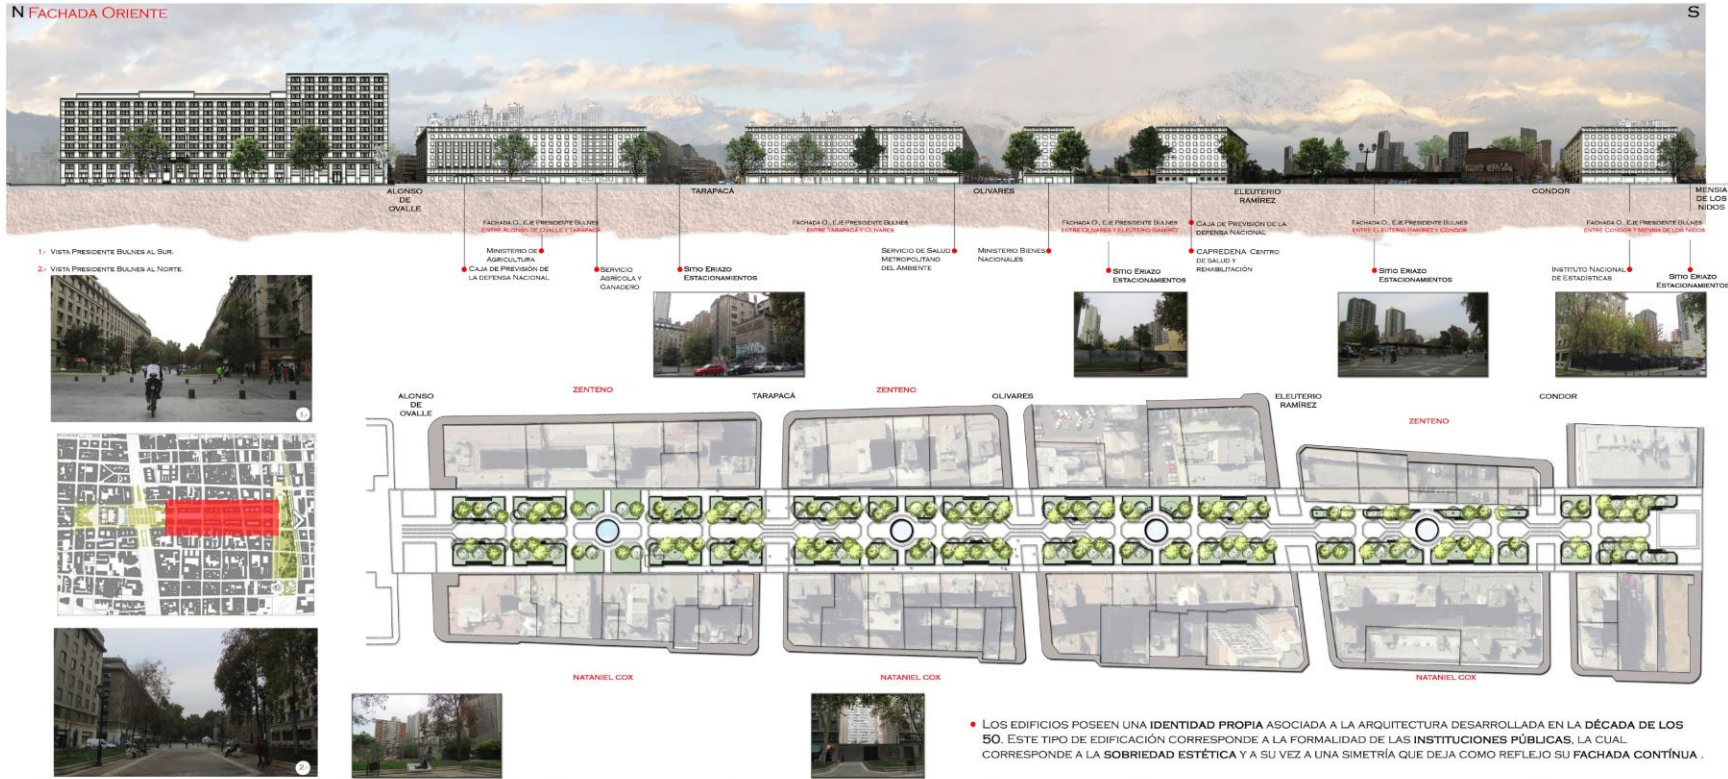 N FACHADA ORIENTE
S
ALONSO
DE
OVALLE
TARAPACÁ
OLIVARES
ELEUTERIO
RAMÍREZ
CONDOR
MENSIA
DE LOS
NIDOS
FACHADA O., EJE PRESIDENTE BULNES
ENTRE ALONSO DE OVALLE Y TARAPACÁ
FACHADA O., EJE PRESIDENTE BULNES
ENTRE TARAPACÁ Y OLIVARES
FACHADA O., EJE PRESIDENTE BULNES
ENTRE OLIVARES Y ELEUTERIO RAMÍREZ
CAJA DE PREVISIÓN DE LA
DEFENSA NACIONAL
FACHADA O., EJE PRESIDENTE BULNES
ENTRE ELEUTERIO RAMIREZ Y CONDOR
FACHADA O., EJE PRESIDENTE BULNES
ENTRE CONDOR Y MENSIA DE LOS NIDOS
1.- VISTA PRESIDENTE BULNES AL SUR.
2.- VISTA PRESIDENTE BULNES AL NORTE.
MINISTERIO DE
AGRICULTURA
CAJA DE PREVISIÓN DE
LA DEFENSA NACIONAL
SERVICIO
AGRÍCOLA Y
GANADERO
SITIO ERIAZO
ESTACIONAMIENTOS
SERVICIO DE SALUD
METROPOLITANO
DEL AMBIENTE
MINISTERIO BIENES
NACIONALES
SITIO ERIAZO
ESTACIONAMIENTOS
CAPREDENA CENTRO
DE SALUD Y
REHABILITACIÓN
SITIO ERIAZO
ESTACIONAMIENTOS
INSTITUTO NACIONAL
DE ESTADÍSTICAS
SITIO ERIAZO
ESTACIONAMIENTOS
1.-
ZENTENO
ZENTENO
ALONSO
DE
OVALLE
TARAPACÁ
OLIVARES
ELEUTERIO
RAMÍREZ
CONDOR
ZENTENO
NATANIEL COX
NATANIEL COX
NATANIEL COX
2.-
• LOS EDIFICIOS POSEEN UNA IDENTIDAD PROPIA ASOCIADA A LA ARQUITECTURA DESARROLLADA EN LA DÉCADA DE LOS
50. ESTE TIPO DE EDIFICACIÓN CORRESPONDE A LA FORMALIDAD DE LAS INSTITUCIONES PÚBLICAS, LA CUAL
CORRESPONDE A LA SOBRIEDAD ESTÉTICA Y A SU VEZ A UNA SIMETRÍA QUE DEJA COMO REFLEJO SU FACHADA CONTÍNUA .